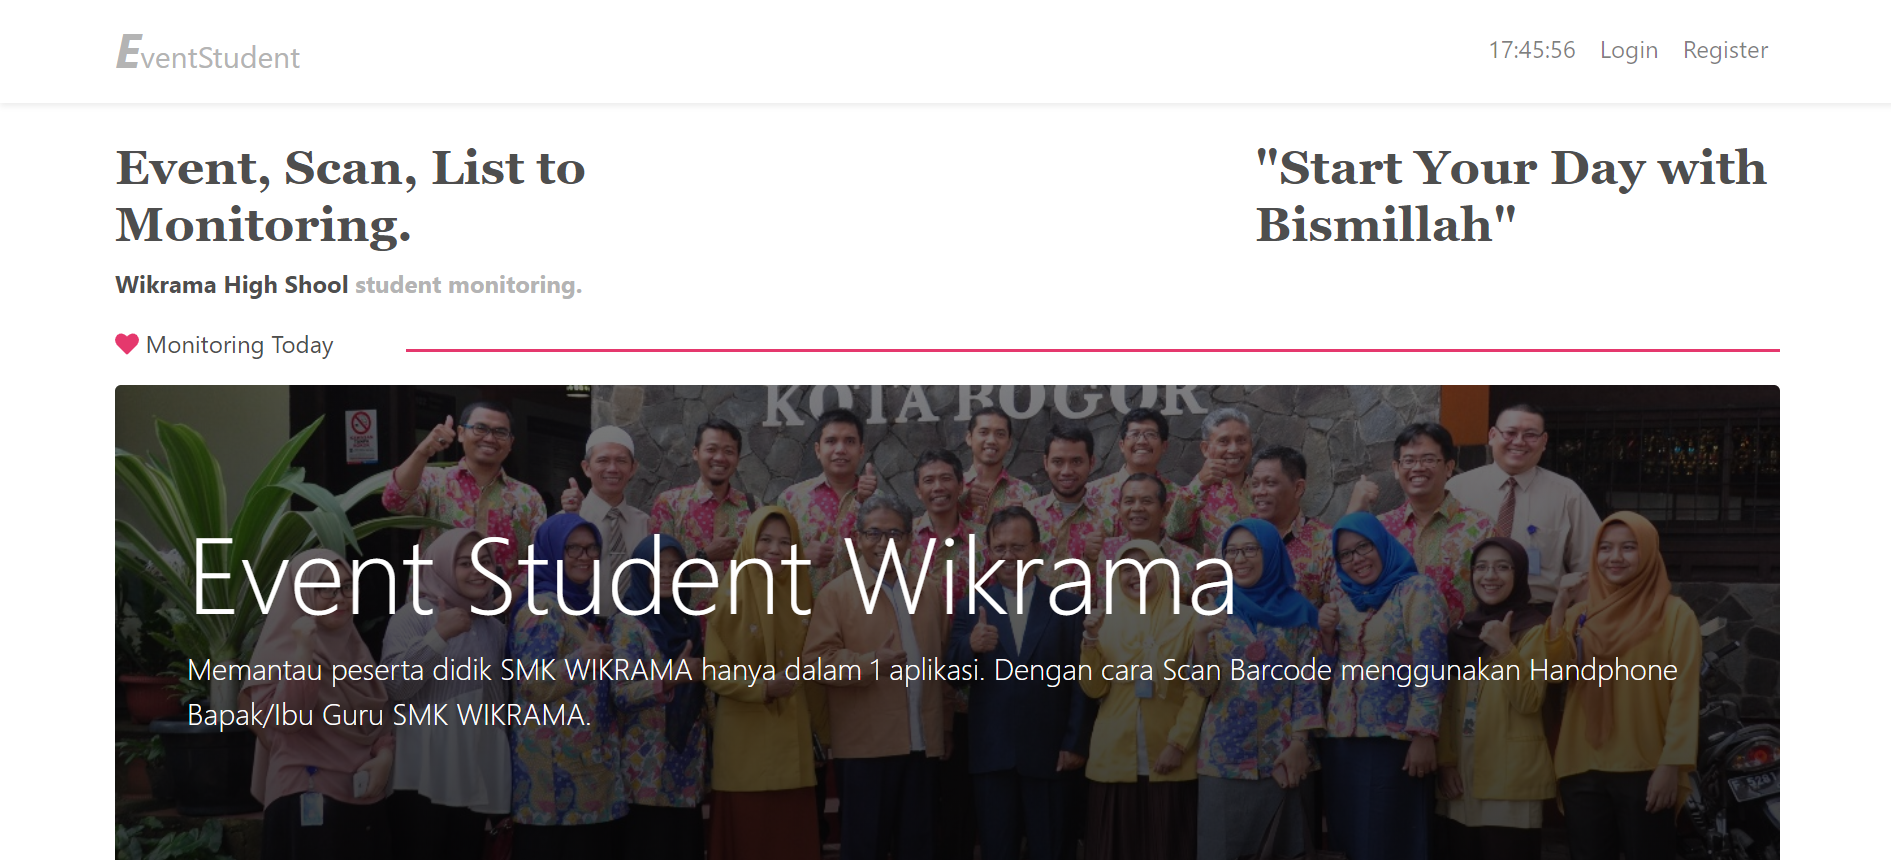 EventStudent
17:45:56 Login Register
Event, Scan, List to
Monitoring.
"Start Your Day with
Bismillah"
Wikrama High Shool student monitoring.
Monitoring Today
KOTA BOGOR
Event Student Wikrama
Memantau peserta didik SMK WIKRAMA hanya dalam 1 aplikasi. Dengan cara Scan Barcode menggunakan Handphone
Bapak/Ibu Guru SMK WIKRAMA.